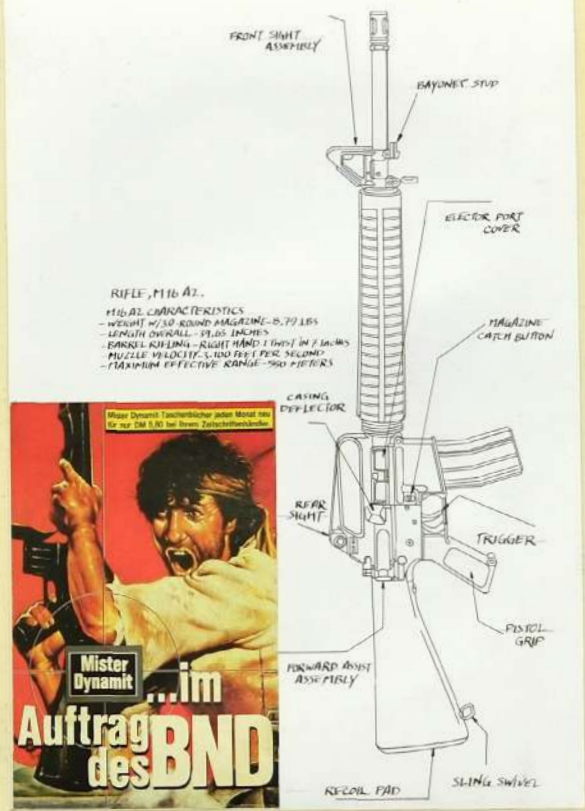 FRONT SIGHT
ASSEMBLY
BAYONET STUD
EJECTOR PORT
COVER
RIFLE, M16 A2.
M16 A2 CHARACTERISTICS
- WEIGHT W/30-ROUND MAGAZINE-8.79 LBS
- LENGTH OVERALL - 39.63 INCHES
- BARREL RIFLING - RIGHT HAND 1 TWIST IN 7 INCHES
- MUZZLE VELOCITY-3,100 FEET PER SECOND
- MAXIMUM EFFECTIVE RANGE-550 METERS
MAGAZINE
CATCH BUTTON
CASING
DEFLECTOR
Mister Dynamit-Taschenbücher jeden Monat neu
für nur DM 5,80 bei Ihrem Zeitschriftenhändler
REAR
SIGHT
TRIGGER
PISTOL
GRIP
Mister
Dynamit
...im
Auftrag
des BND
FORWARD ASSIST
ASSEMBLY
RECOIL PAD
SLING SWIVEL